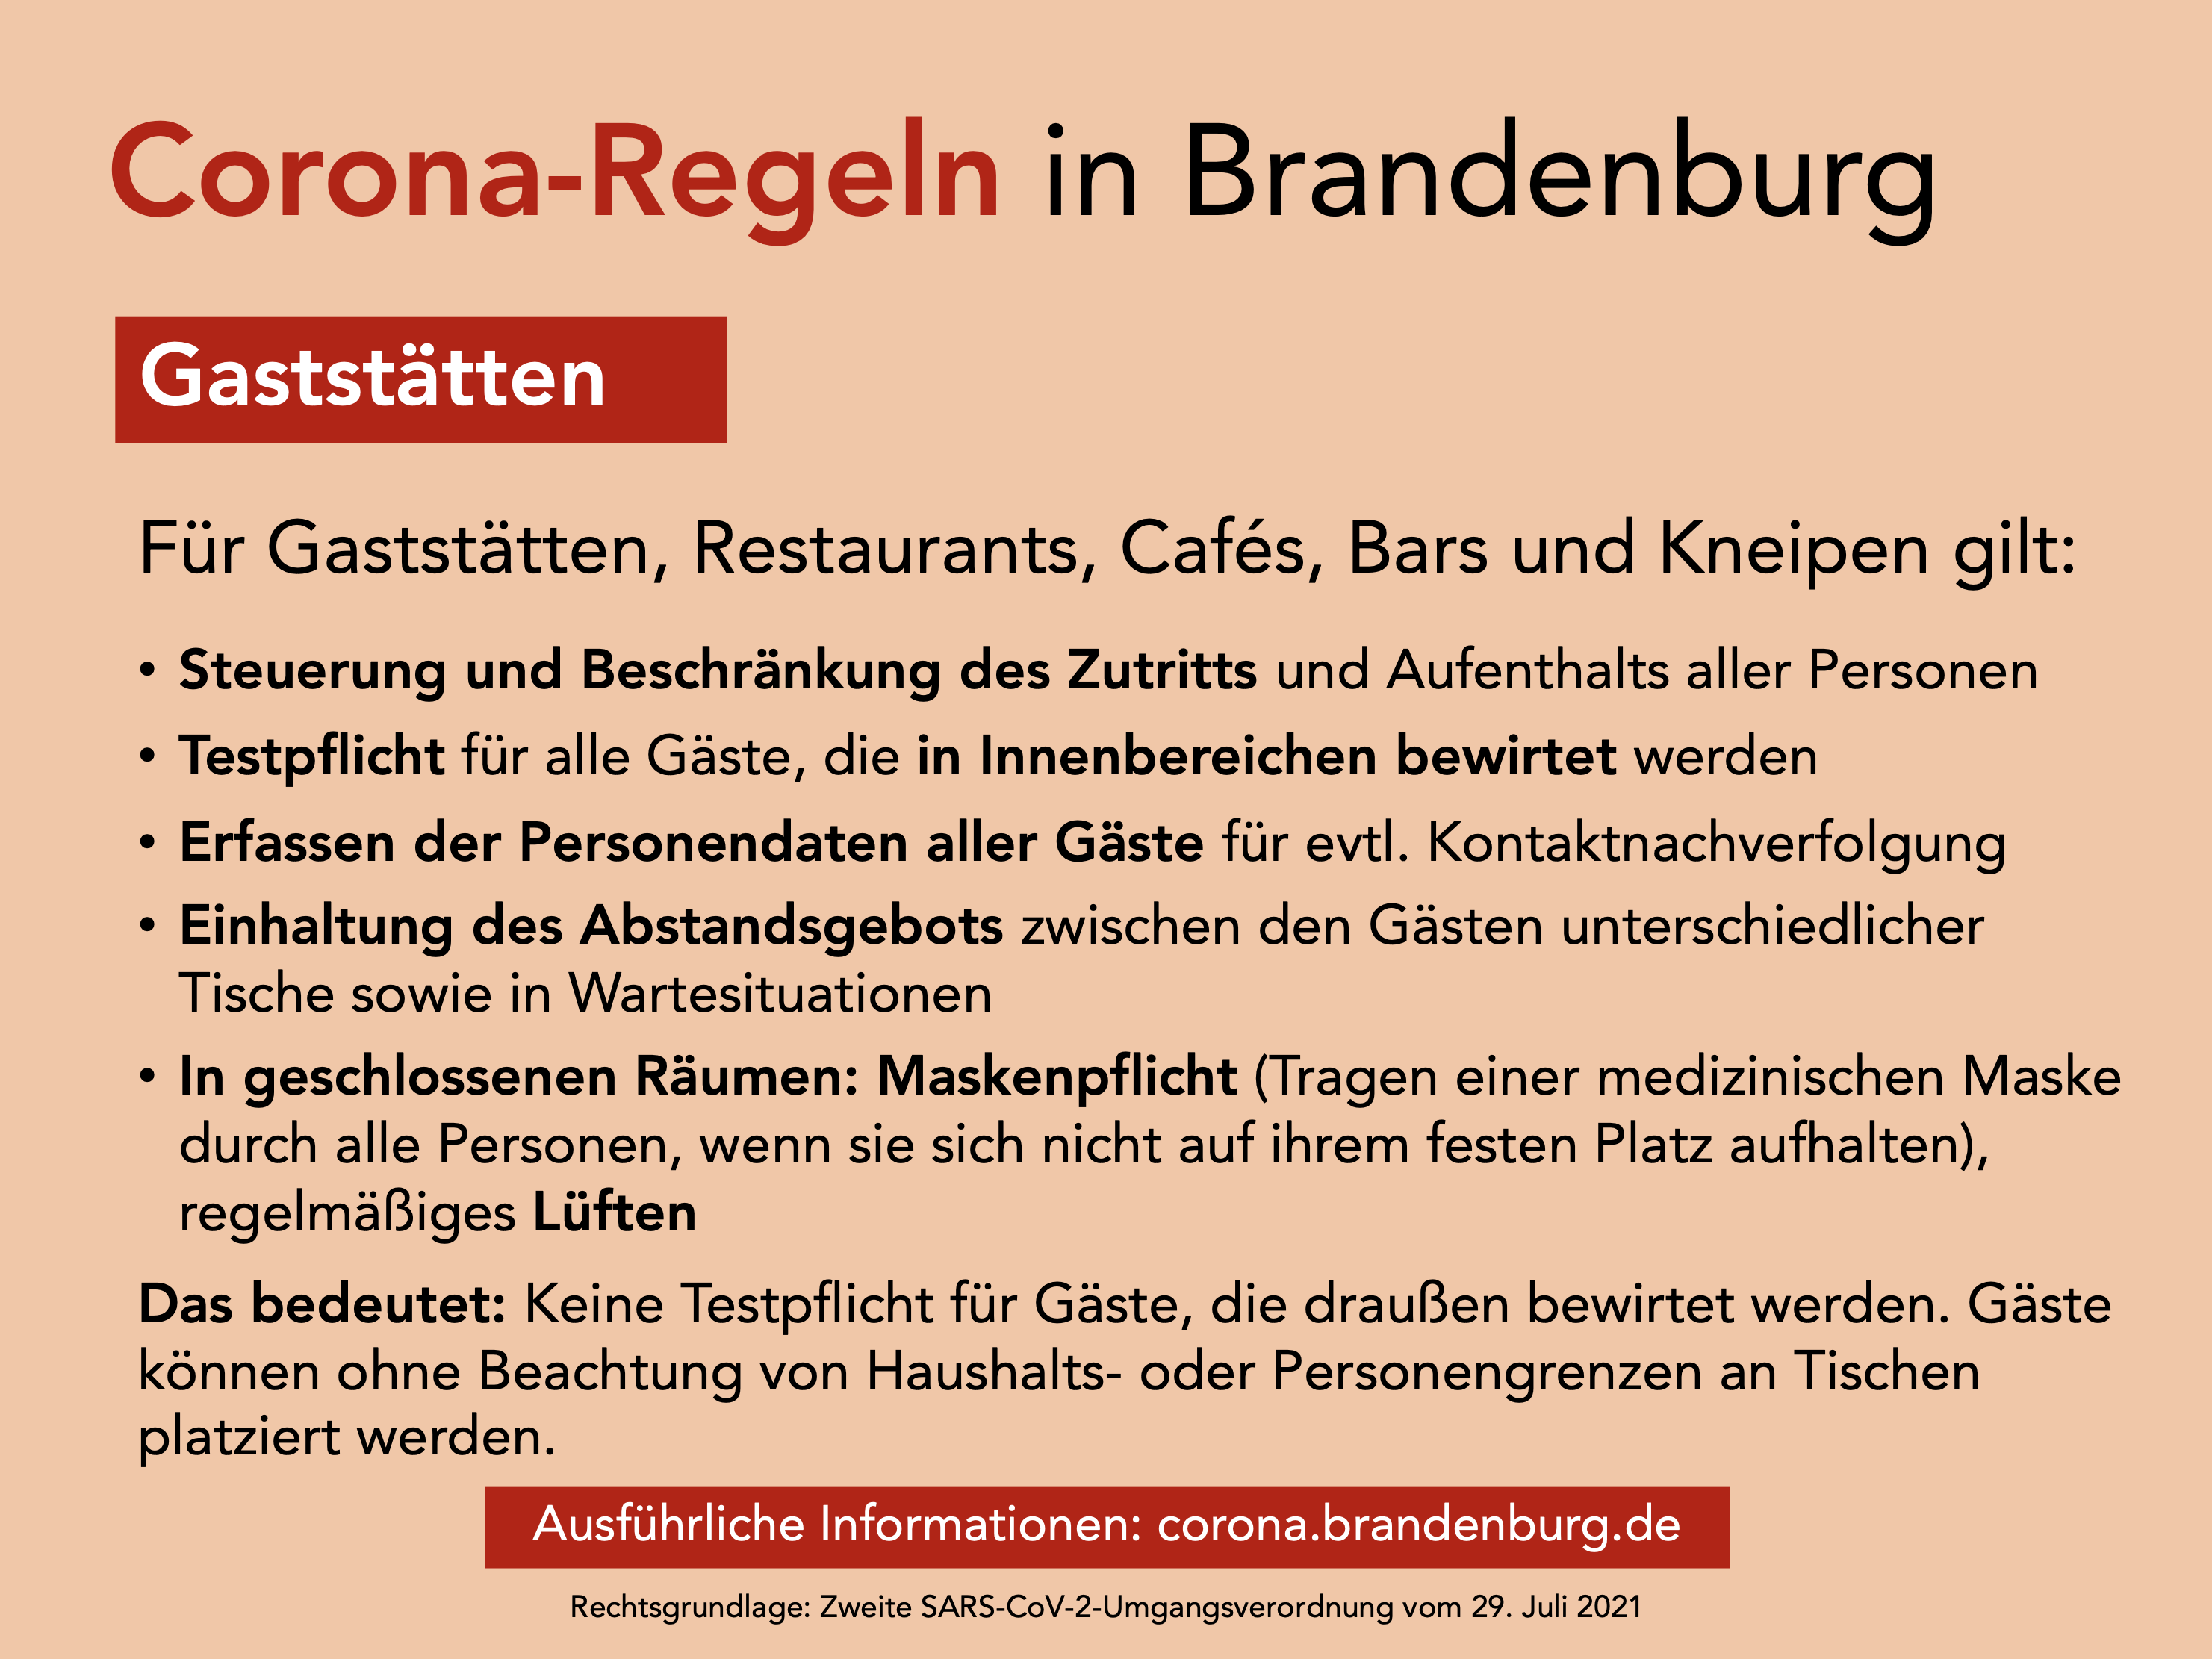 Corona-Regeln in Brandenburg
Gaststätten
Für Gaststätten, Restaurants, Cafés, Bars und Kneipen gilt:
• Steuerung und Beschränkung des Zutritts und Aufenthalts aller Personen
• Testpflicht für alle Gäste, die in Innenbereichen bewirtet werden
• Erfassen der Personendaten aller Gäste für evtl. Kontaktnachverfolgung
• Einhaltung des Abstandsgebots zwischen den Gästen unterschiedlicher
Tische sowie in Wartesituationen
• In geschlossenen Räumen: Maskenpflicht (Tragen einer medizinischen Maske
durch alle Personen, wenn sie sich nicht auf ihrem festen Platz aufhalten),
regelmäßiges Lüften
Das bedeutet: Keine Testpflicht für Gäste, die draußen bewirtet werden. Gäste
können ohne Beachtung von Haushalts- oder Personengrenzen an Tischen
platziert werden.
Ausführliche Informationen: corona.brandenburg.de
Rechtsgrundlage: Zweite SARS-CoV-2-Umgangsverordnung vom 29. Juli 2021